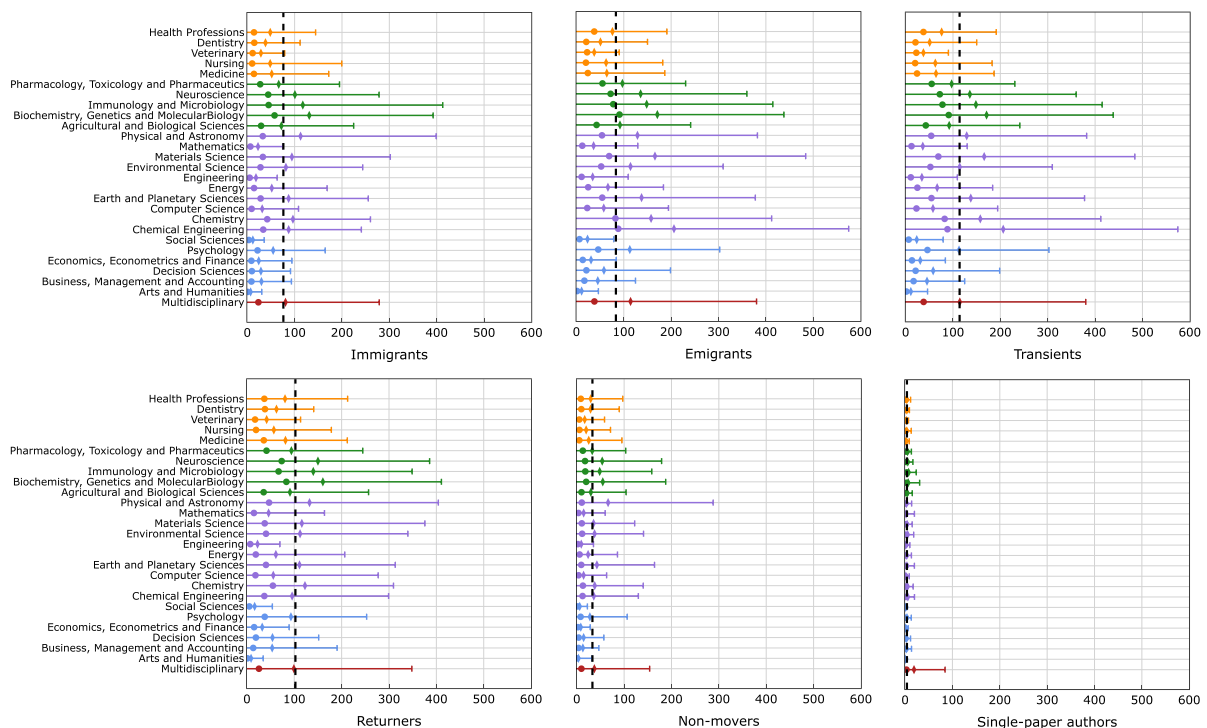 Health Professions
Dentistry
Veterinary
Nursing
Medicine
Pharmacology, Toxicology and Pharmaceutics
Neuroscience
Immunology and Microbiology
Biochemistry, Genetics and MolecularBiology
Agricultural and Biological Sciences
Physical and Astronomy
Mathematics
Materials Science
Environmental Science
Engineering
Energy
Earth and Planetary Sciences
Computer Science
Chemistry
Chemical Engineering
Social Sciences
Psychology
Economics, Econometrics and Finance
Decision Sciences
Business, Management and Accounting
Arts and Humanities
Multidisciplinary
0 100 200 300 400 500 600
Immigrants
0 100 200 300 400 500 600
Emigrants
0 100 200 300 400 500 600
Transients
Health Professions
Dentistry
Veterinary
Nursing
Medicine
Pharmacology, Toxicology and Pharmaceutics
Neuroscience
Immunology and Microbiology
Biochemistry, Genetics and MolecularBiology
Agricultural and Biological Sciences
Physical and Astronomy
Mathematics
Materials Science
Environmental Science
Engineering
Energy
Earth and Planetary Sciences
Computer Science
Chemistry
Chemical Engineering
Social Sciences
Psychology
Economics, Econometrics and Finance
Decision Sciences
Business, Management and Accounting
Arts and Humanities
Multidisciplinary
0 100 200 300 400 500 600
Returners
0 100 200 300 400 500 600
Non-movers
0 100 200 300 400 500 600
Single-paper authors